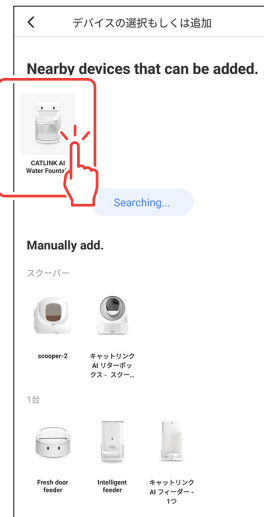 デバイスの選択もしくは追加
Nearby devices that can be added.
CATLINK AI
Water Founta
Searching...
Manually add.
スクーパー
scooper-2
キャットリンク
AI リターボッ
クス - スクー...
1台
Fresh door
feeder
Intelligent
feeder
キャットリンク
AI フィーダー -
1つ